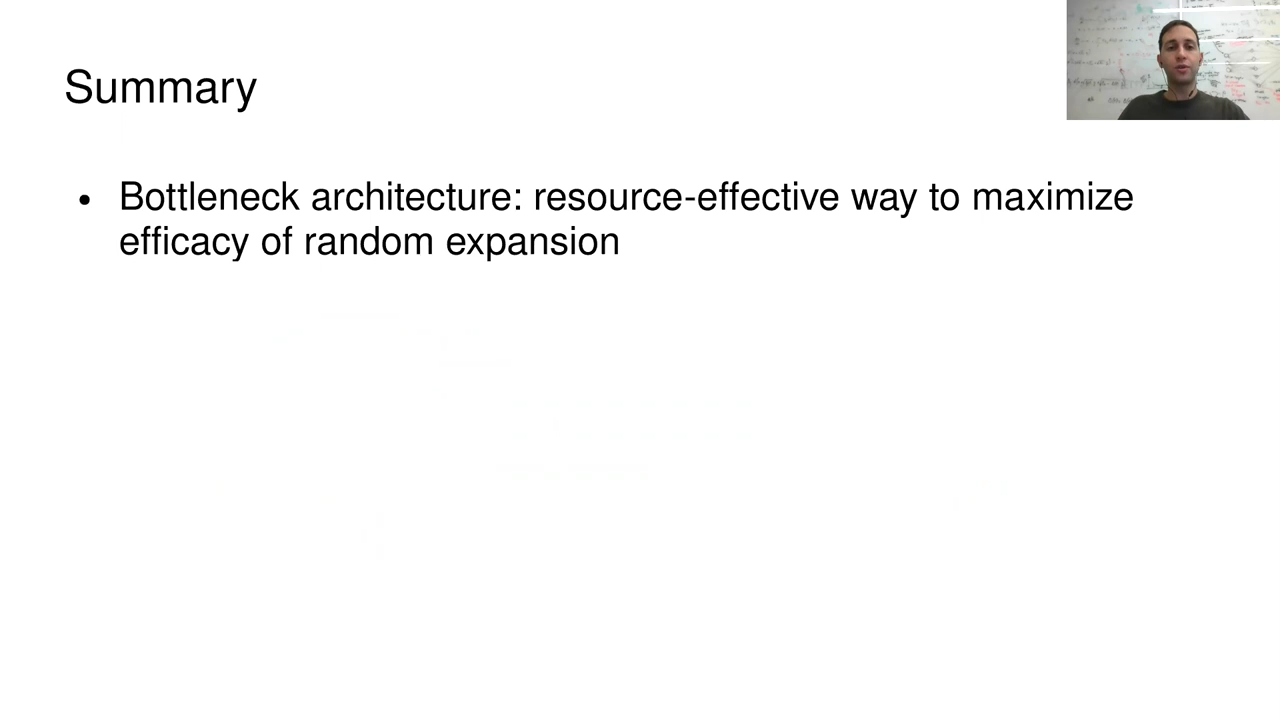 Summary
• Bottleneck architecture: resource-effective way to maximize
efficacy of random expansion